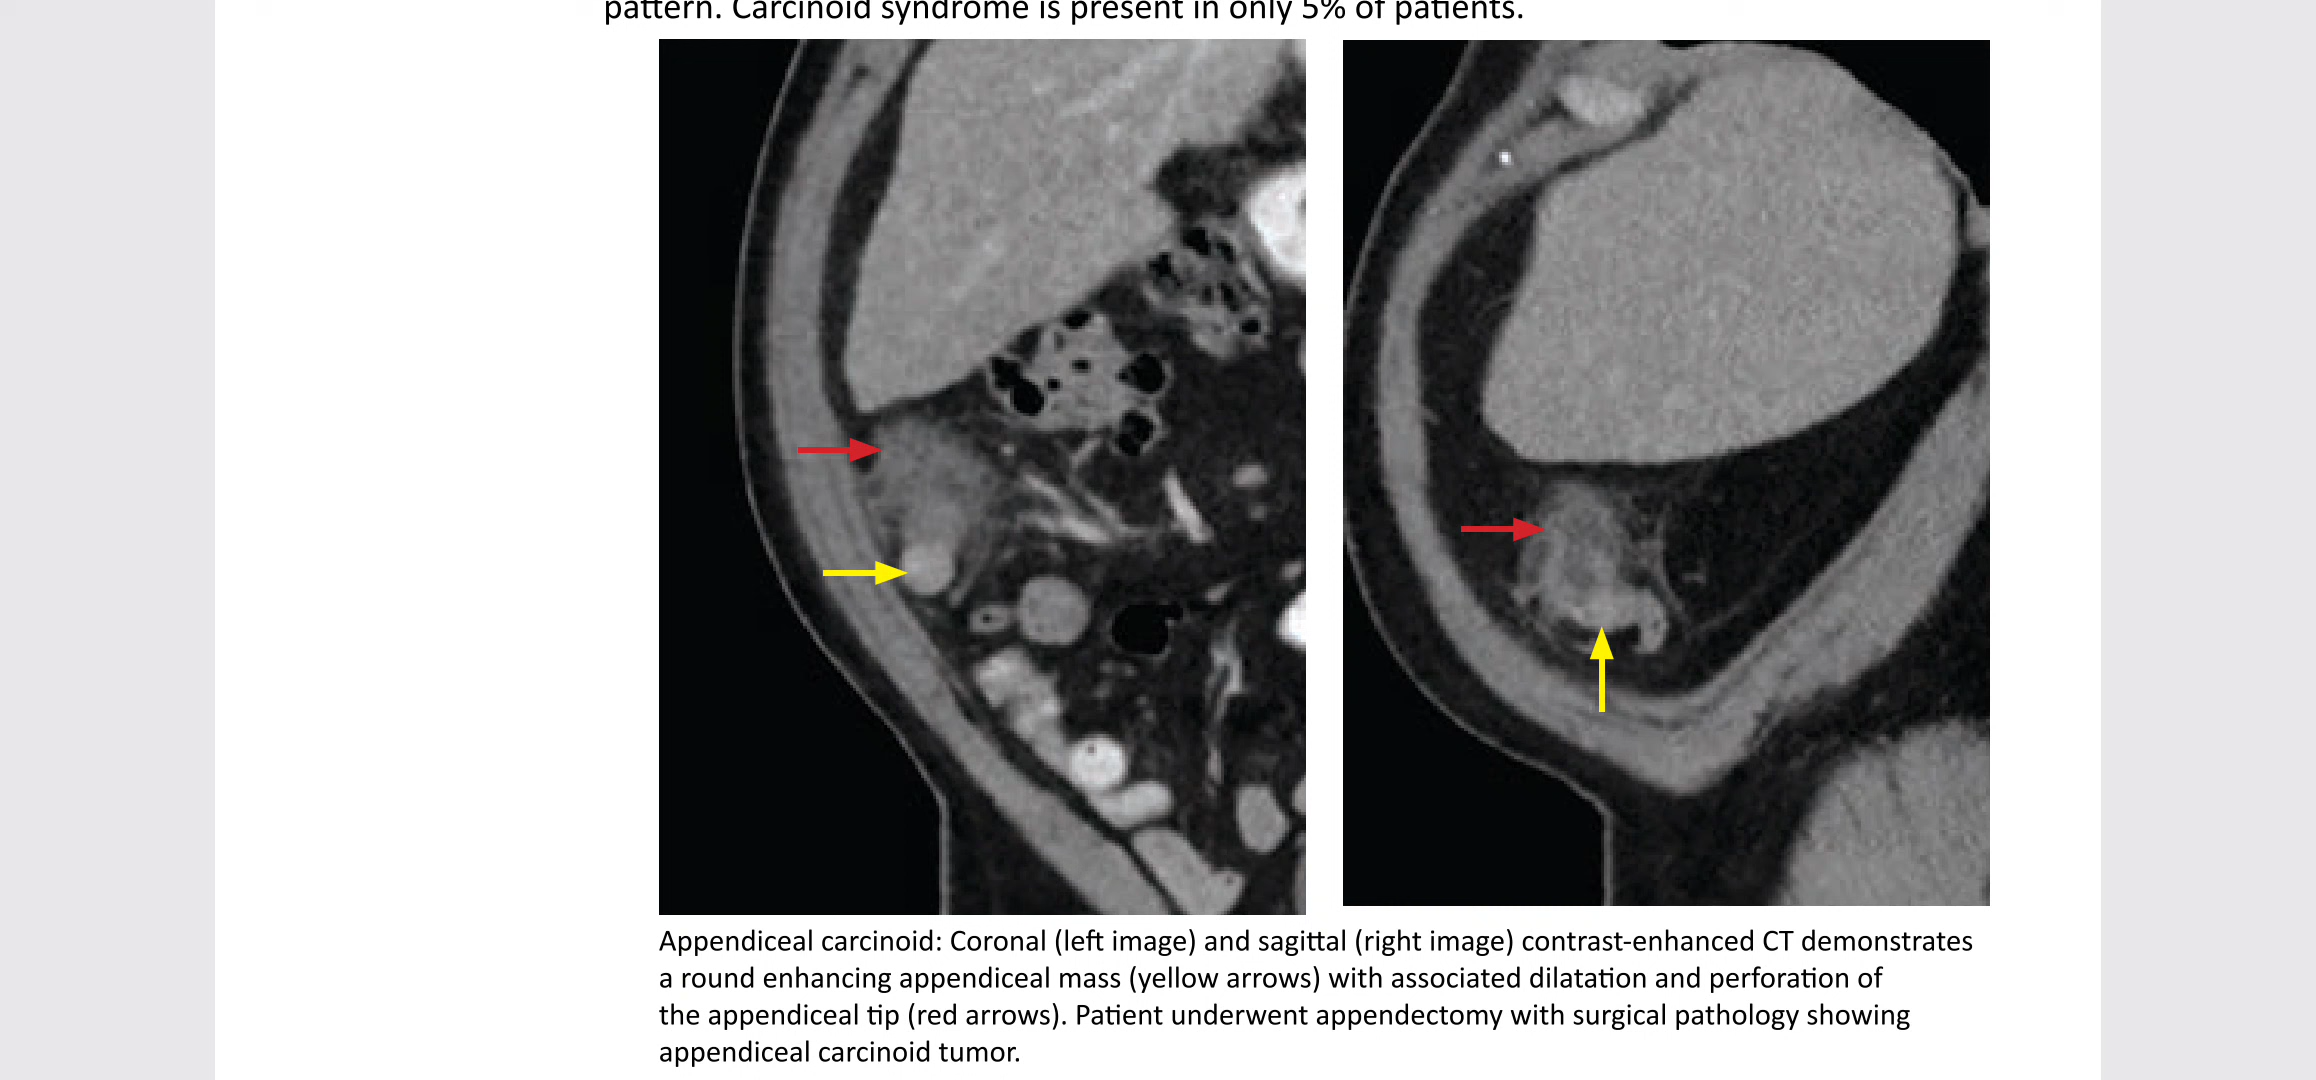 pattern. Carcinoid syndrome is present in only 5% of patients.
Appendiceal carcinoid: Coronal (left image) and sagittal (right image) contrast-enhanced CT demonstrates
a round enhancing appendiceal mass (yellow arrows) with associated dilatation and perforation of
the appendiceal tip (red arrows). Patient underwent appendectomy with surgical pathology showing
appendiceal carcinoid tumor.